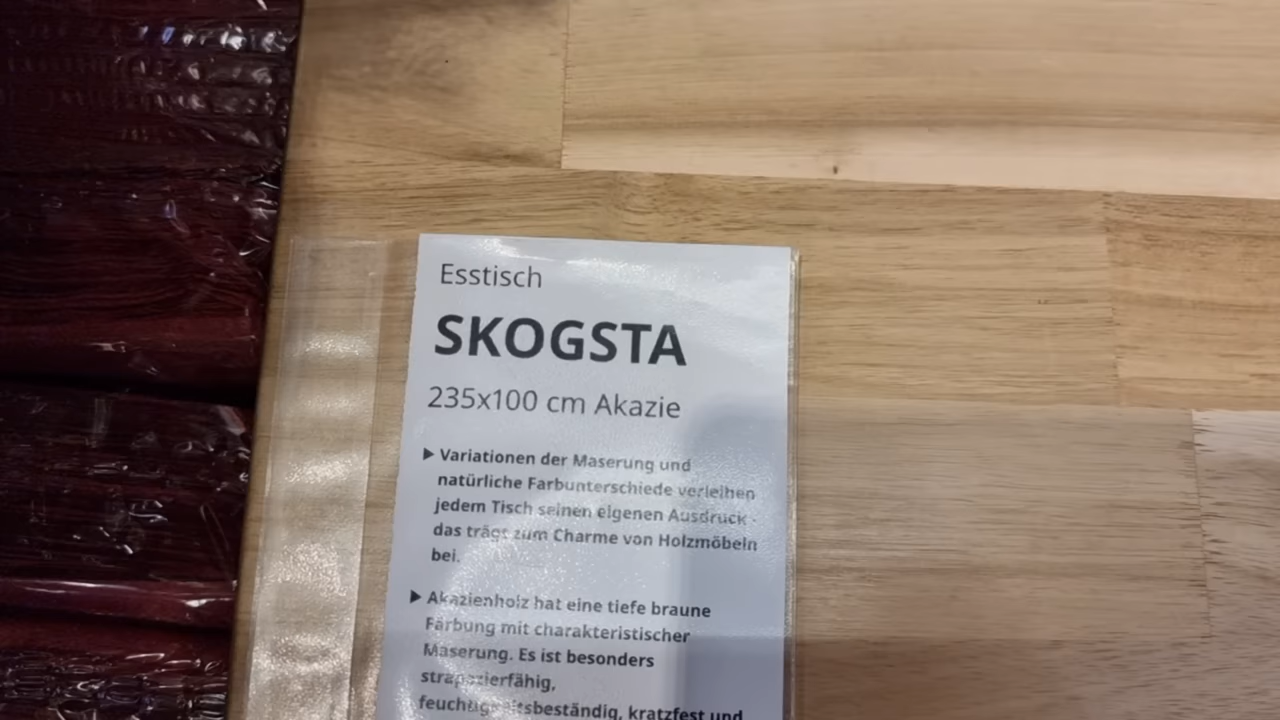 Esstisch
SKOGSTA
235x100 cm Akazie
▶ Variationen der Maserung und
natürliche Farbunterschiede verleihen
jedem Tisch seinen eigenen Ausdruck -
das trägt zum Charme von Holzmöbeln
bei.
▶ Akazienholz hat eine tiefe braune
Färbung mit charakteristischer
Maserung. Es ist besonders
strapazierfähig,
feuchtigkeitsbeständig, kratzfest und